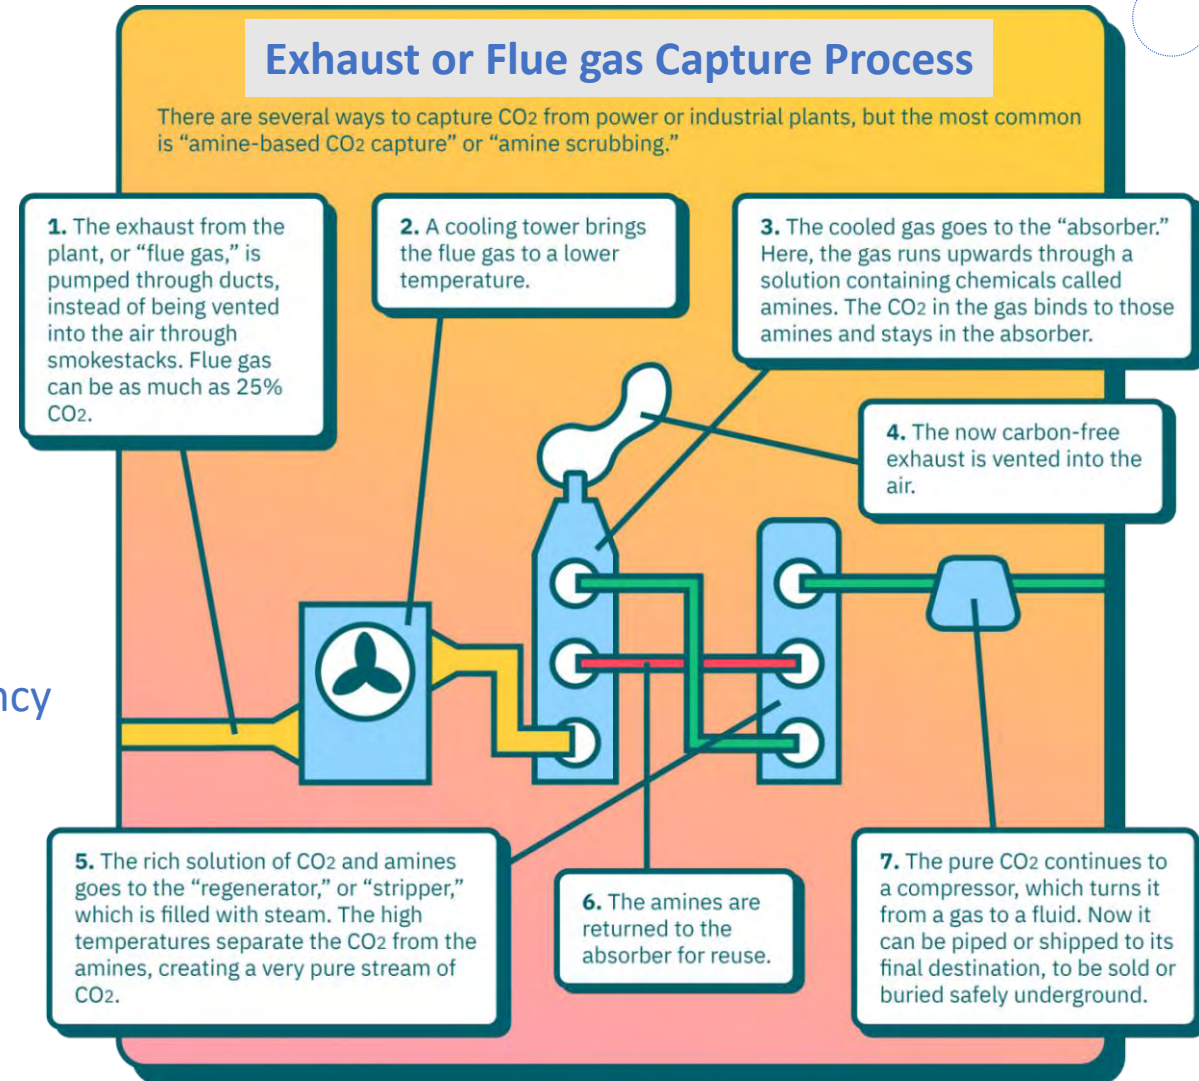 Exhaust or Flue gas Capture Process
There are several ways to capture CO2 from power or industrial plants, but the most common
is “amine-based CO2 capture” or “amine scrubbing.”
1. The exhaust from the
plant, or “flue gas,” is
pumped through ducts,
instead of being vented
into the air through
smokestacks. Flue gas
can be as much as 25%
CO2.
2. A cooling tower brings
the flue gas to a lower
temperature.
3. The cooled gas goes to the “absorber.”
Here, the gas runs upwards through a
solution containing chemicals called
amines. The CO2 in the gas binds to those
amines and stays in the absorber.
4. The now carbon-free
exhaust is vented into the
air.
ncy
5. The rich solution of CO2 and amines
goes to the “regenerator,” or “stripper,”
which is filled with steam. The high
temperatures separate the CO2 from the
amines, creating a very pure stream of
CO2.
6. The amines are
returned to the
absorber for reuse.
7. The pure CO2 continues to
a compressor, which turns it
from a gas to a fluid. Now it
can be piped or shipped to its
final destination, to be sold or
buried safely underground.